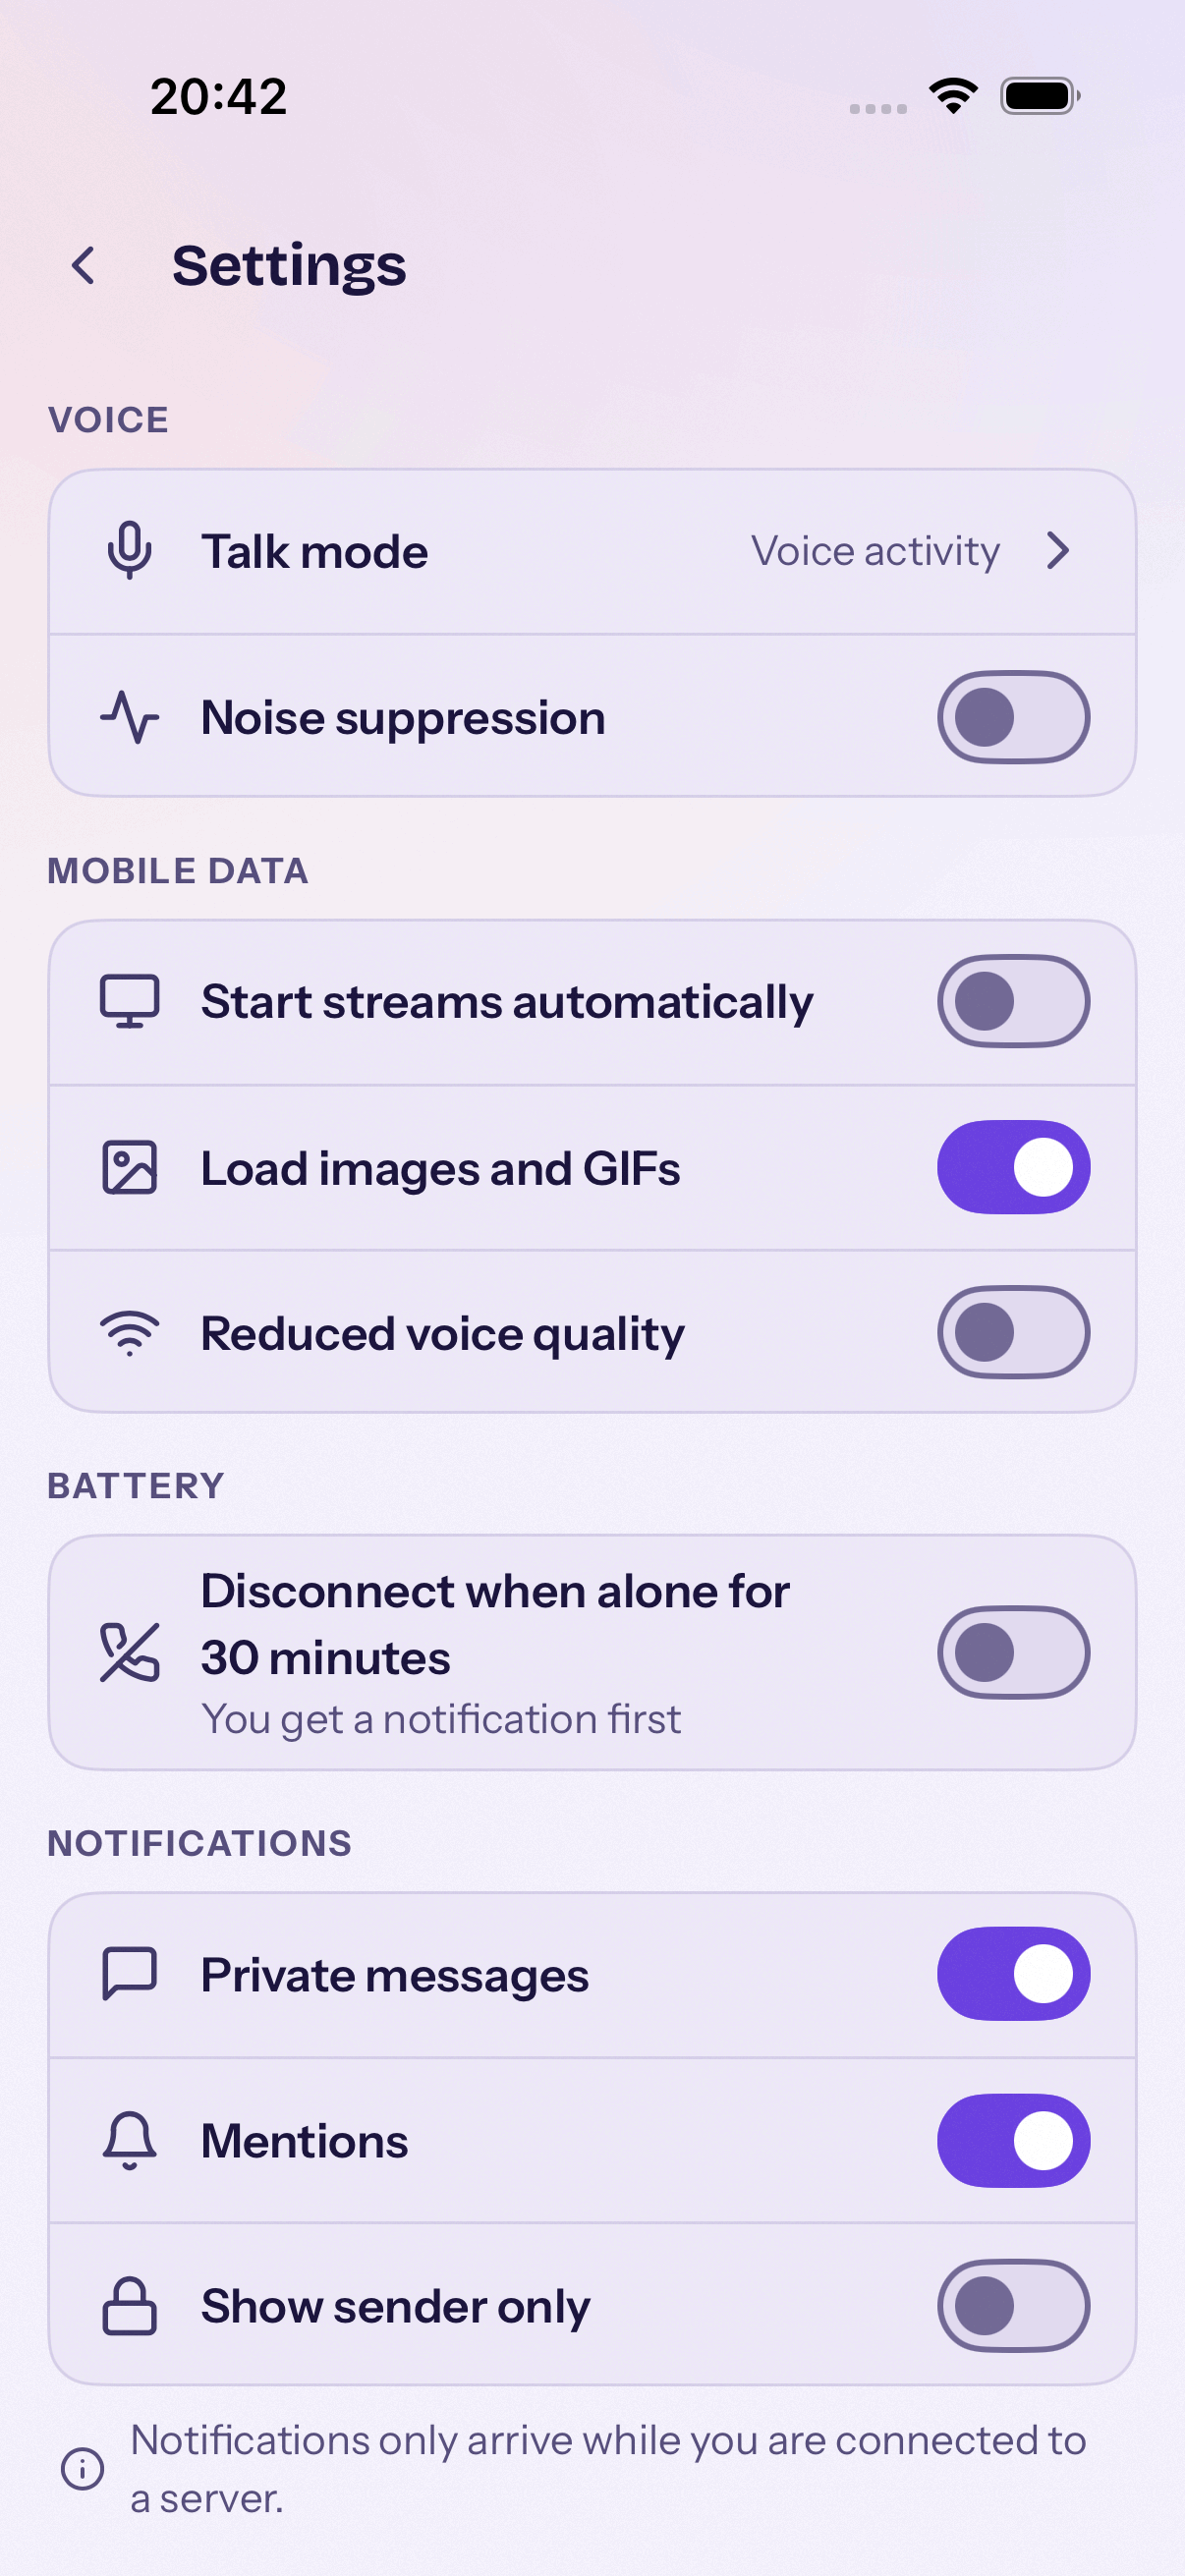 20:42
Settings
VOICE
Talk mode
Voice activity
Noise suppression
MOBILE DATA
Start streams automatically
Load images and GIFs
Reduced voice quality
BATTERY
Disconnect when alone for
30 minutes
You get a notification first
NOTIFICATIONS
Private messages
Mentions
Show sender only
Notifications only arrive while you are connected to
a server.